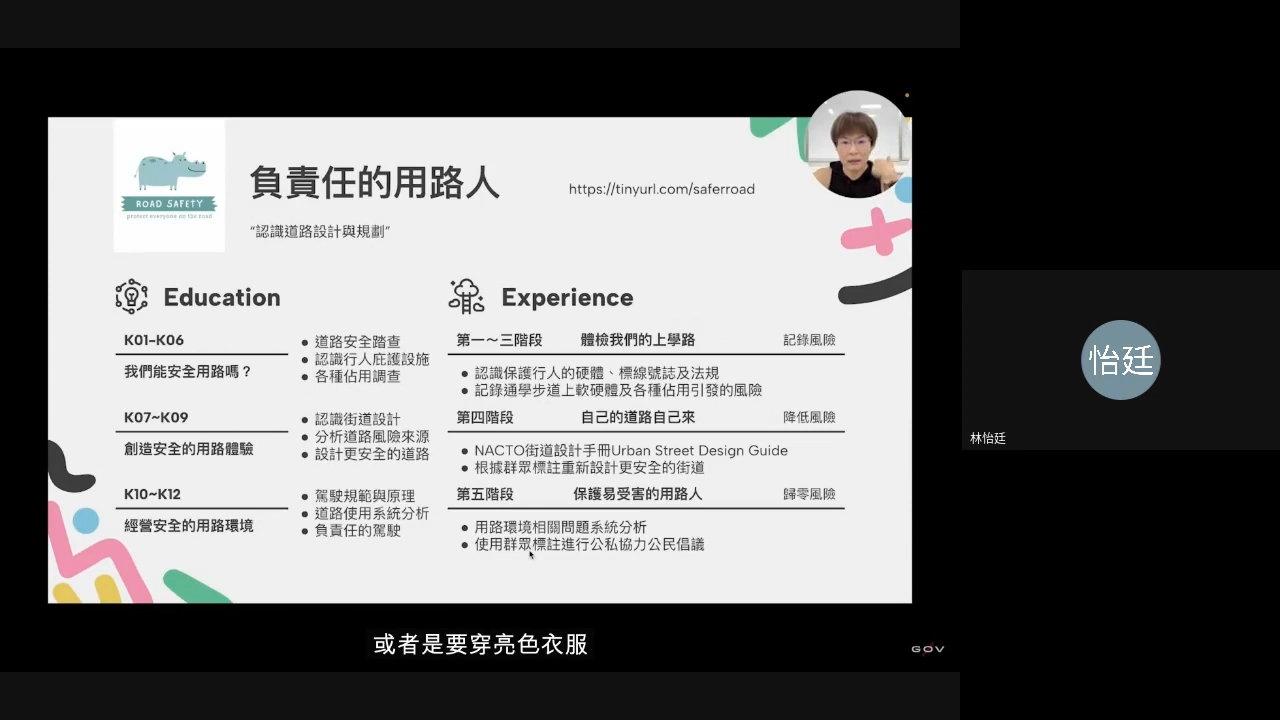 ROAD SAFETY
protect everyone on the road
負責任的用路人
https://tinyurl.com/saferroad
“認識道路設計與規劃”
Education
K01-K06
我們能安全用路嗎？
• 道路安全踏查
• 認識行人庇護設施
• 各種佔用調查
K07~K09
創造安全的用路體驗
• 認識街道設計
• 分析道路風險來源
• 設計更安全的道路
K10~K12
經營安全的用路環境
• 駕駛規範與原理
• 道路使用系統分析
• 負責任的駕駛
Experience
第一～三階段 體檢我們的上學路 記錄風險
• 認識保護行人的硬體、標線號誌及法規
• 記錄通學步道上軟硬體及各種佔用引發的風險
第四階段 自己的道路自己來 降低風險
• NACTO街道設計手冊Urban Street Design Guide
• 根據群眾標註重新設計更安全的街道
第五階段 保護易受害的用路人 歸零風險
• 用路環境相關問題系統分析
• 使用群眾標註進行公私協力公民倡議
或者是要穿亮色衣服
GOV
怡廷
林怡廷